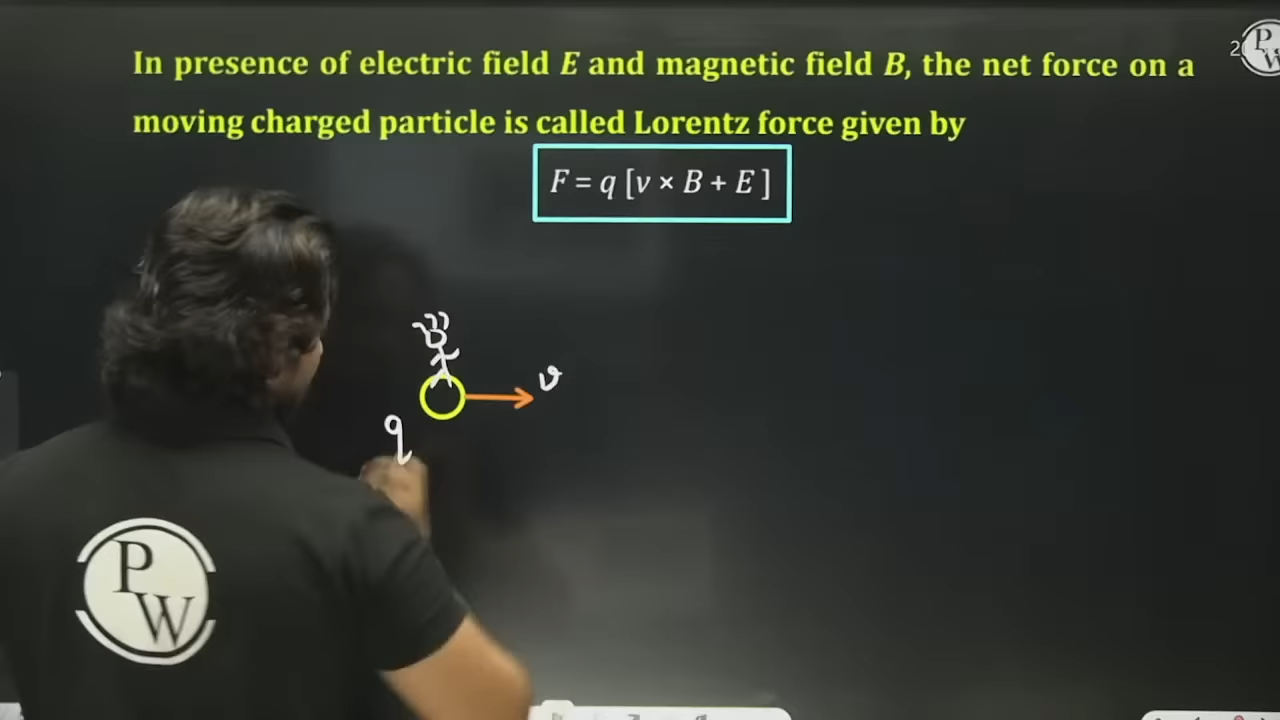 In presence of electric field E and magnetic field B, the net force on a
moving charged particle is called Lorentz force given by
F = q [v × B + E ]
v
q
P
W
2
P
W